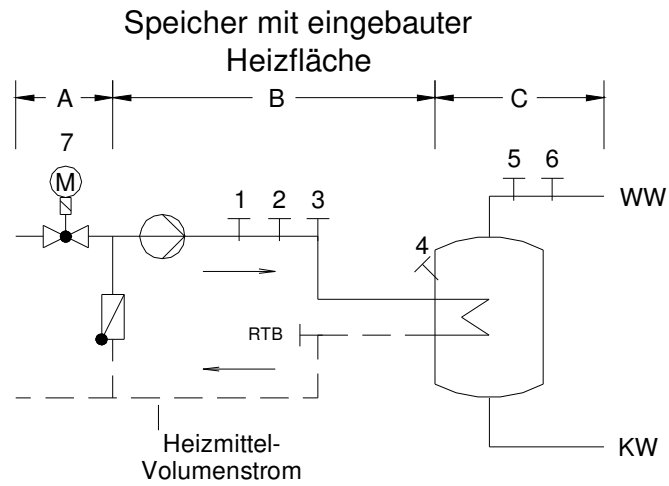 Speicher mit eingebauter
Heizfläche
A B C
7
M
1 2 3
5 6
WW
4
RTB
Heizmittel-
Volumenstrom
KW